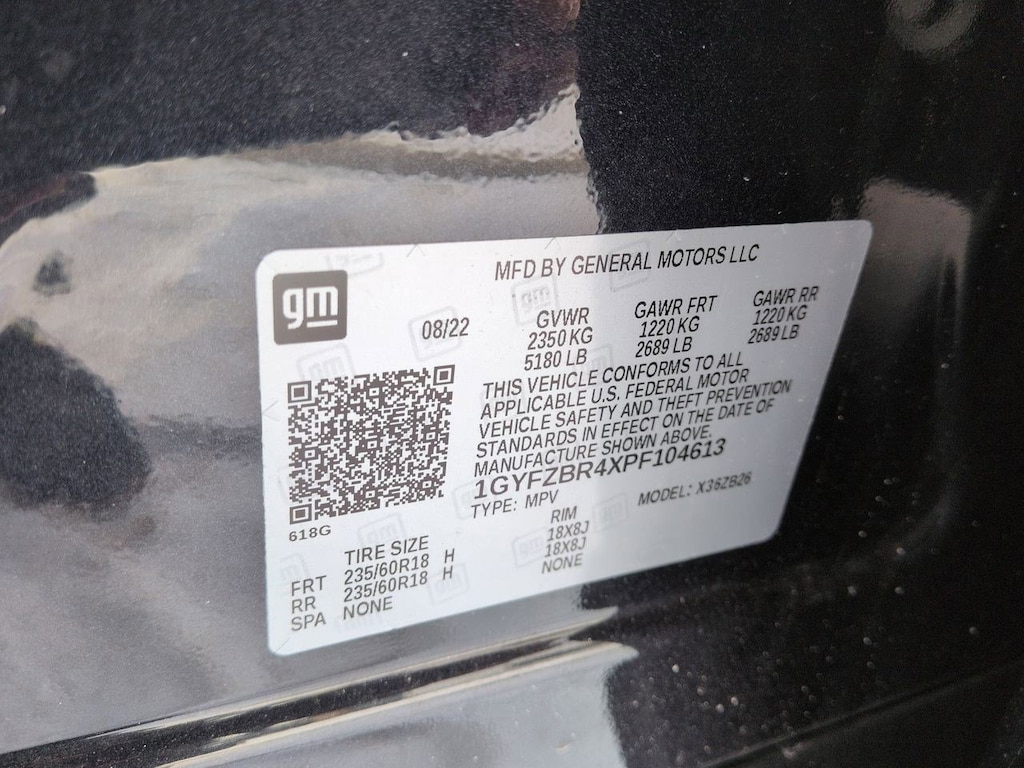 gm
MFD BY GENERAL MOTORS LLC
08/22
GVWR
2350 KG
5180 LB
GAWR FRT
1220 KG
2689 LB
GAWR RR
1220 KG
2689 LB
THIS VEHICLE CONFORMS TO ALL
APPLICABLE U.S. FEDERAL MOTOR
VEHICLE SAFETY AND THEFT PREVENTION
STANDARDS IN EFFECT ON THE DATE OF
MANUFACTURE SHOWN ABOVE.
1GYFZBR4XPF104613
TYPE: MPV MODEL: X36ZB26
618G
TIRE SIZE RIM
FRT 235/60R18 H 18X8J
RR 235/60R18 H 18X8J
SPA NONE NONE